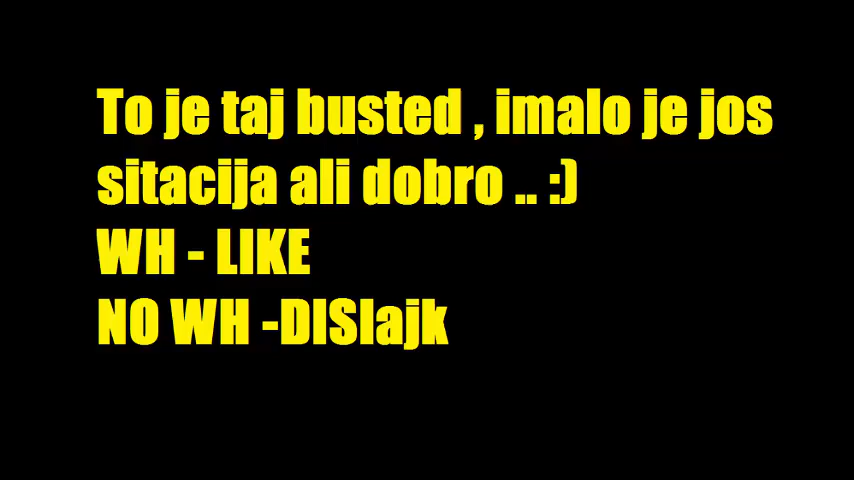 To je taj busted , imalo je jos
sitacija ali dobro .. :)
WH - LIKE
NO WH -DISlajk